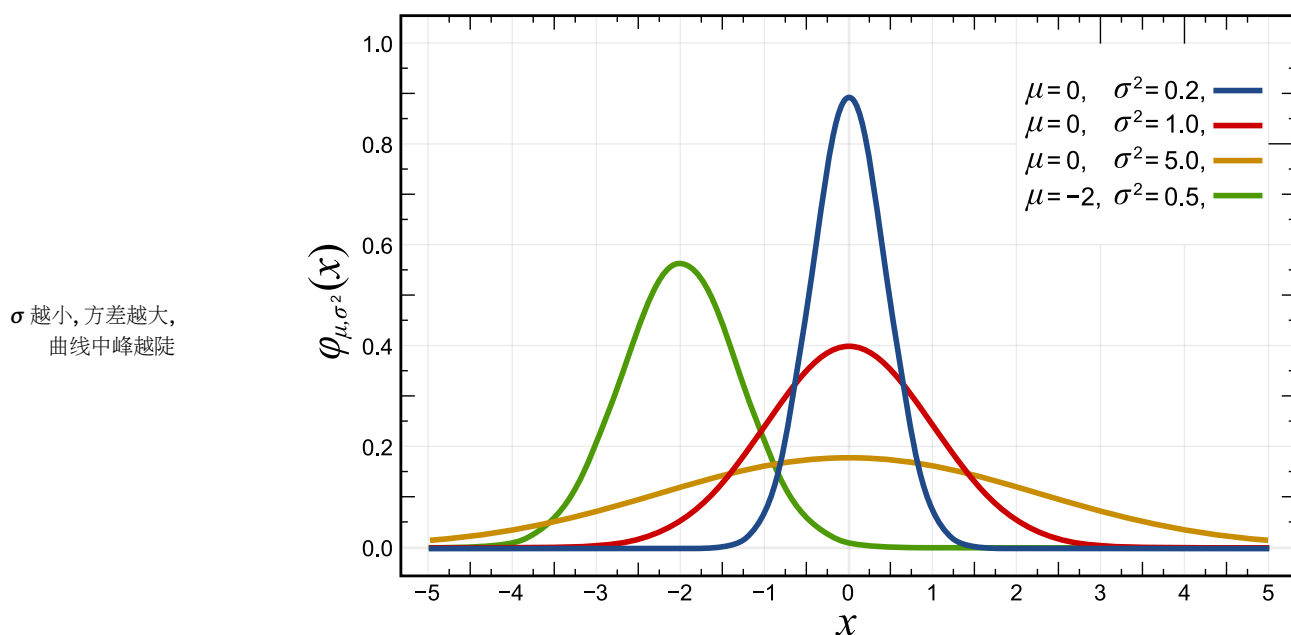 σ 越小, 方差越大,
曲线中峰越陡
φμ,σ²(x)
1.0
0.8
0.6
0.4
0.2
0.0
μ=0, σ²=0.2,
μ=0, σ²=1.0,
μ=0, σ²=5.0,
μ=−2, σ²=0.5,
−5 −4 −3 −2 −1 0 1 2 3 4 5
x